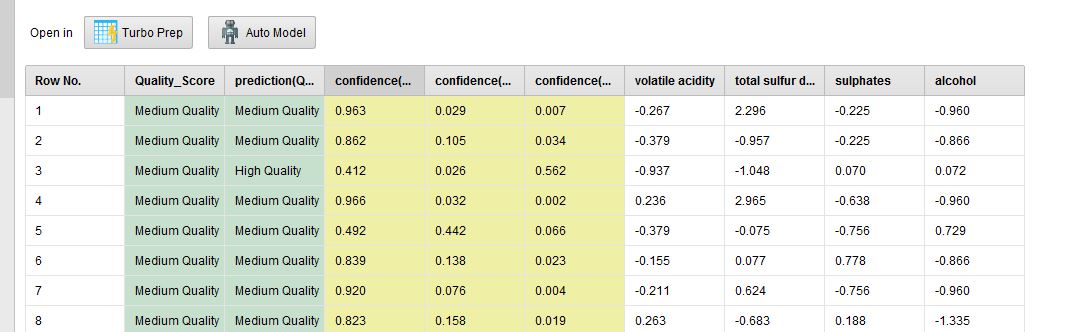 Open in Turbo Prep Auto Model
Row No. Quality_Score prediction(Q... confidence(... confidence(... confidence(... volatile acidity total sulfur d... sulphates alcohol
1 Medium Quality Medium Quality 0.963 0.029 0.007 -0.267 2.296 -0.225 -0.960
2 Medium Quality Medium Quality 0.862 0.105 0.034 -0.379 -0.957 -0.225 -0.866
3 Medium Quality High Quality 0.412 0.026 0.562 -0.937 -1.048 0.070 0.072
4 Medium Quality Medium Quality 0.966 0.032 0.002 0.236 2.965 -0.638 -0.960
5 Medium Quality Medium Quality 0.492 0.442 0.066 -0.379 -0.075 -0.756 0.729
6 Medium Quality Medium Quality 0.839 0.138 0.023 -0.155 0.077 0.778 -0.866
7 Medium Quality Medium Quality 0.920 0.076 0.004 -0.211 0.624 -0.756 -0.960
8 Medium Quality Medium Quality 0.823 0.158 0.019 0.263 -0.683 0.188 -1.335